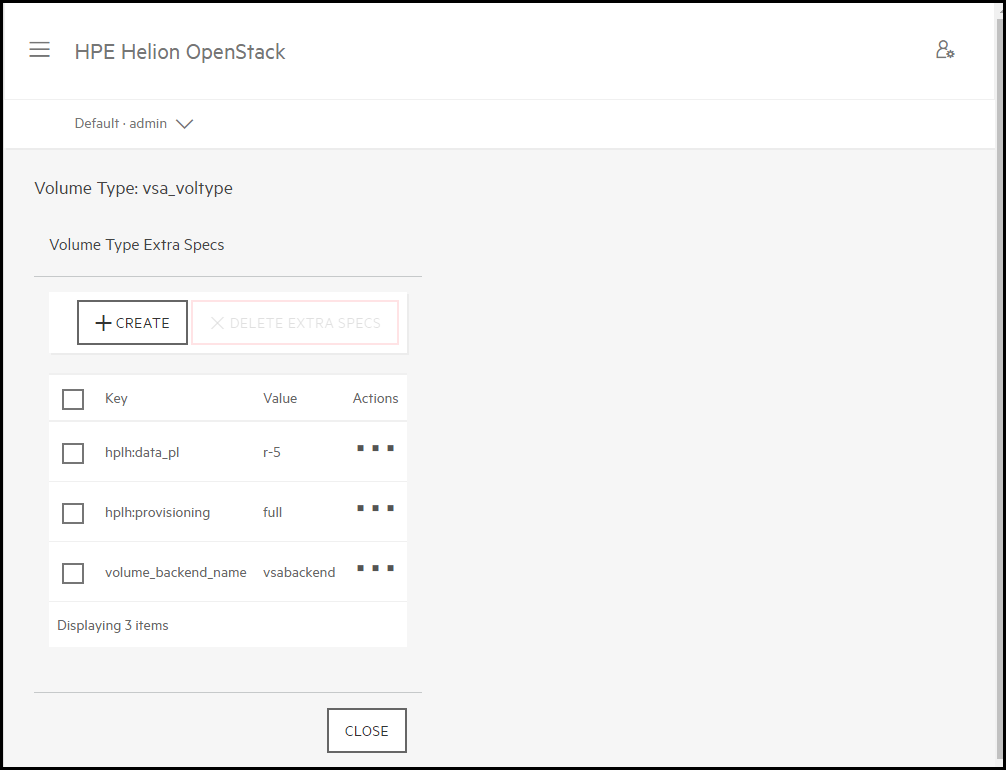 HPE Helion OpenStack
Default · admin
Volume Type: vsa_voltype
Volume Type Extra Specs
CREATE DELETE EXTRA SPECS
Key Value Actions
hplh:data_pl r-5
hplh:provisioning full
volume_backend_name vsabackend
Displaying 3 items
CLOSE